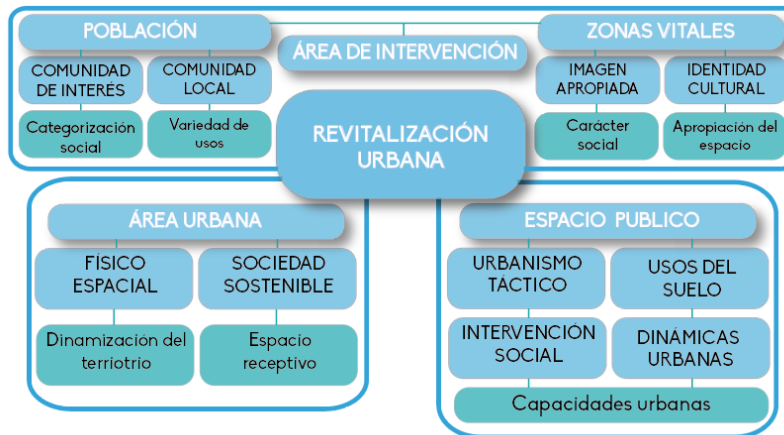 POBLACIÓN
ÁREA DE INTERVENCIÓN
ZONAS VITALES
COMUNIDAD
DE INTERÉS
COMUNIDAD
LOCAL
IMAGEN
APROPIADA
IDENTIDAD
CULTURAL
Categorización
social
Variedad de
usos
Carácter
social
Apropiación del
espacio
REVITALIZACIÓN
URBANA
ÁREA URBANA
FÍSICO
ESPACIAL
SOCIEDAD
SOSTENIBLE
Dinamización del
terriotrio
Espacio
receptivo
ESPACIO PUBLICO
URBANISMO
TÁCTICO
USOS DEL
SUELO
INTERVENCIÓN
SOCIAL
DINÁMICAS
URBANAS
Capacidades urbanas